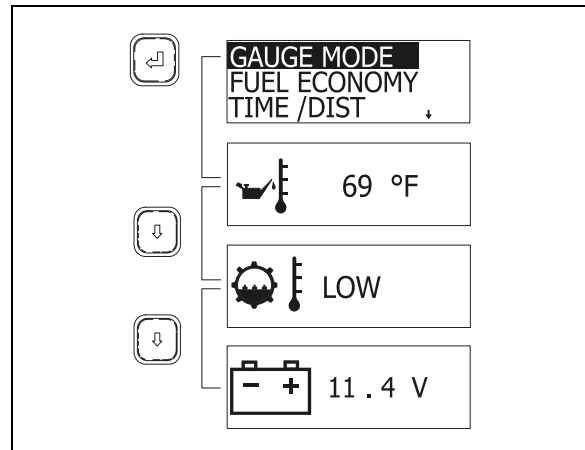 GAUGE MODE
FUEL ECONOMY
TIME /DIST
69 °F
LOW
- +
11 . 4 V